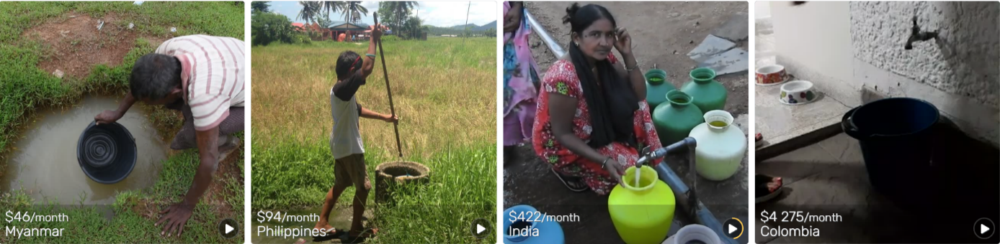 $46/month
Myanmar
$94/month
Philippines
$422/month
India
$4 275/month
Colombia